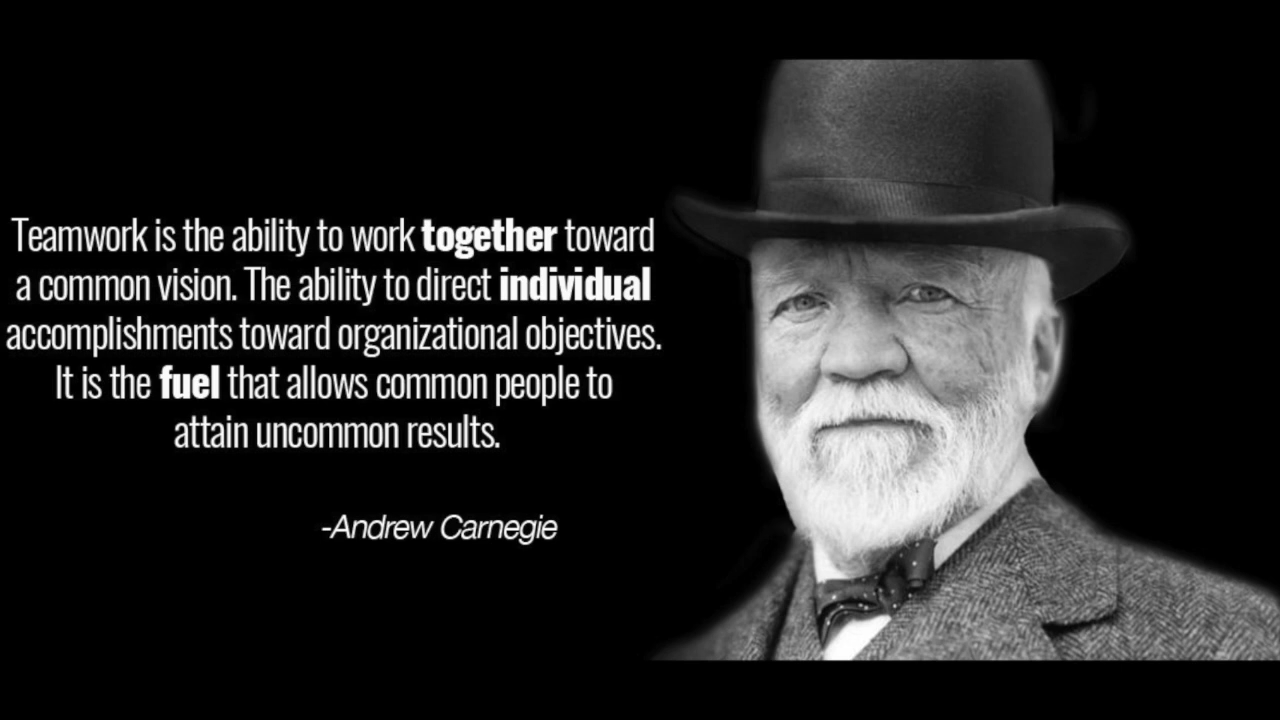 Teamwork is the ability to work together toward
a common vision. The ability to direct individual
accomplishments toward organizational objectives.
It is the fuel that allows common people to
attain uncommon results.
-Andrew Carnegie